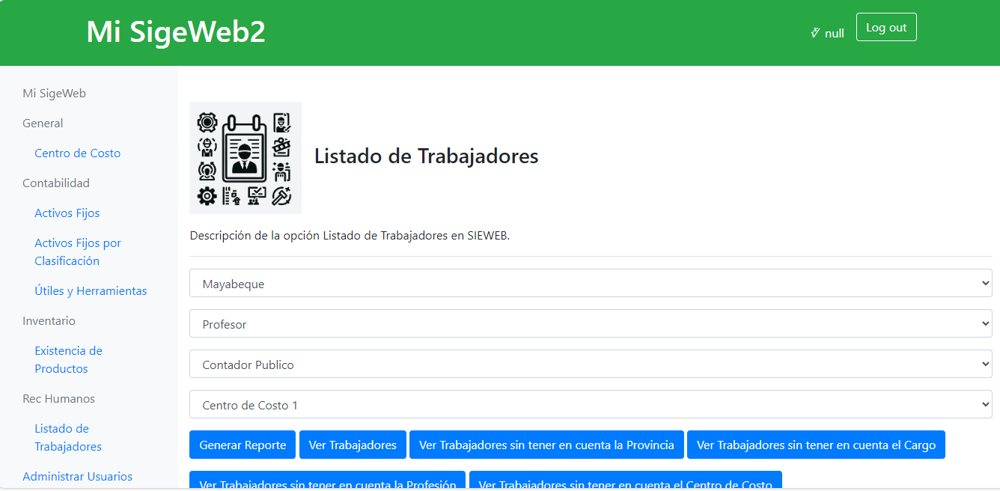 Mi SigeWeb2
null
Log out
Mi SigeWeb
General
Centro de Costo
Contabilidad
Activos Fijos
Activos Fijos por
Clasificación
Útiles y Herramientas
Inventario
Existencia de
Productos
Rec Humanos
Listado de
Trabajadores
Administrar Usuarios
Listado de Trabajadores
Descripción de la opción Listado de Trabajadores en SIEWEB.
Mayabeque
Profesor
Contador Publico
Centro de Costo 1
Generar Reporte
Ver Trabajadores
Ver Trabajadores sin tener en cuenta la Provincia
Ver Trabajadores sin tener en cuenta el Cargo
Ver Trabajadores sin tener en cuenta la Profesión
Ver Trabajadores sin tener en cuenta el Centro de Costo